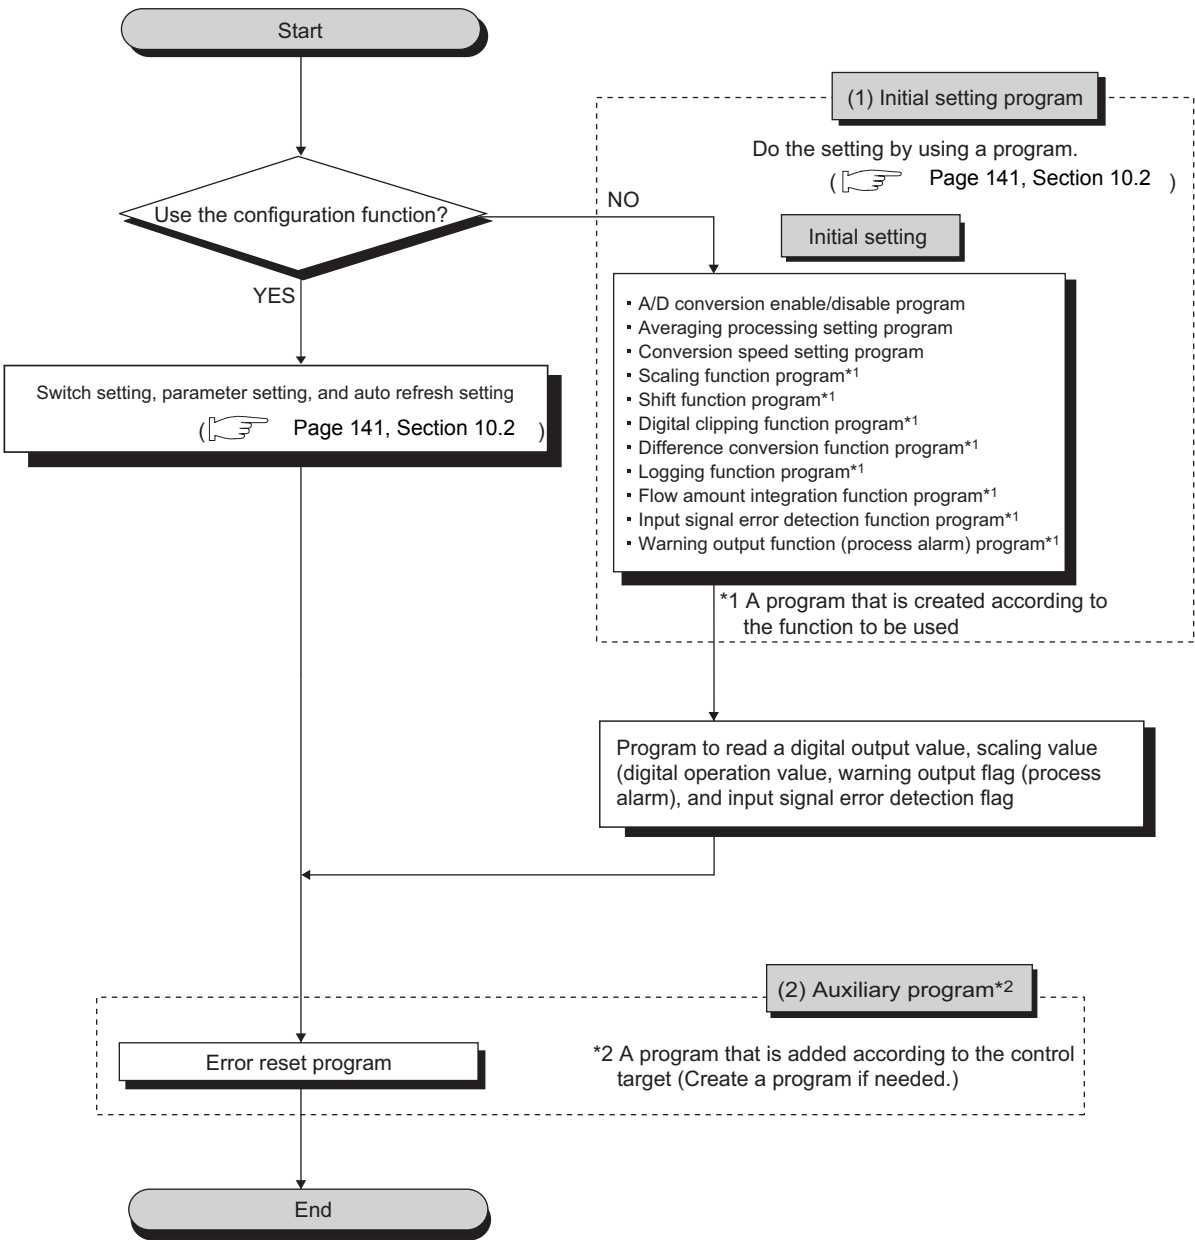 Start
(1) Initial setting program
Do the setting by using a program.
( Page 141, Section 10.2 )
Use the configuration function?
NO
Initial setting
YES
▪ A/D conversion enable/disable program
▪ Averaging processing setting program
▪ Conversion speed setting program
▪ Scaling function program*1
▪ Shift function program*1
▪ Digital clipping function program*1
▪ Difference conversion function program*1
▪ Logging function program*1
▪ Flow amount integration function program*1
▪ Input signal error detection function program*1
▪ Warning output function (process alarm) program*1
Switch setting, parameter setting, and auto refresh setting
( Page 141, Section 10.2 )
*1 A program that is created according to
the function to be used
Program to read a digital output value, scaling value
(digital operation value, warning output flag (process
alarm), and input signal error detection flag
(2) Auxiliary program*2
Error reset program
*2 A program that is added according to the control
target (Create a program if needed.)
End